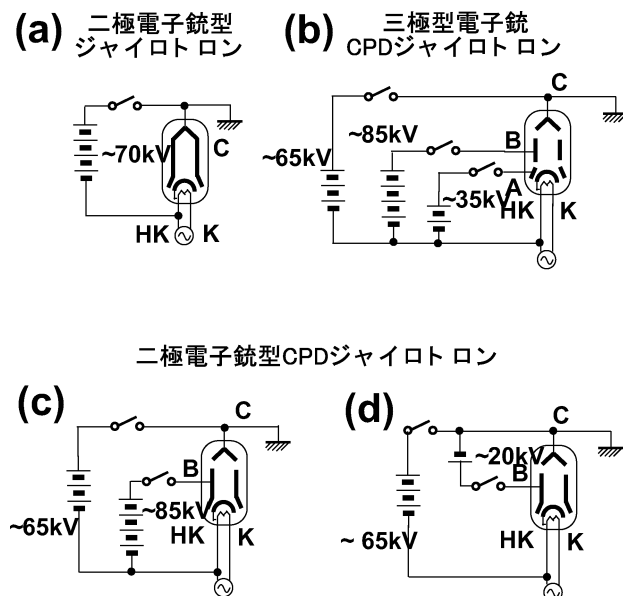 (a)
二極電子銃型
ジャイロトロン
C
~70kV
HK
K
(b)
三極型電子銃
CPDジャイロトロン
C
~85kV
B
~65kV
A
~35kV
HK
K
二極電子銃型CPDジャイロトロン
(c)
C
B
~85kV
~65kV
HK
K
(d)
C
~20kV
B
~ 65kV
HK
K